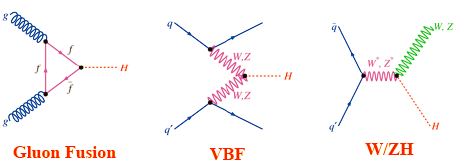 g
f
f
f̄
H
g
Gluon Fusion
q
W,Z
H
W,Z
q'
VBF
q̄
W, Z
W*, Z*
q'
H
W/ZH